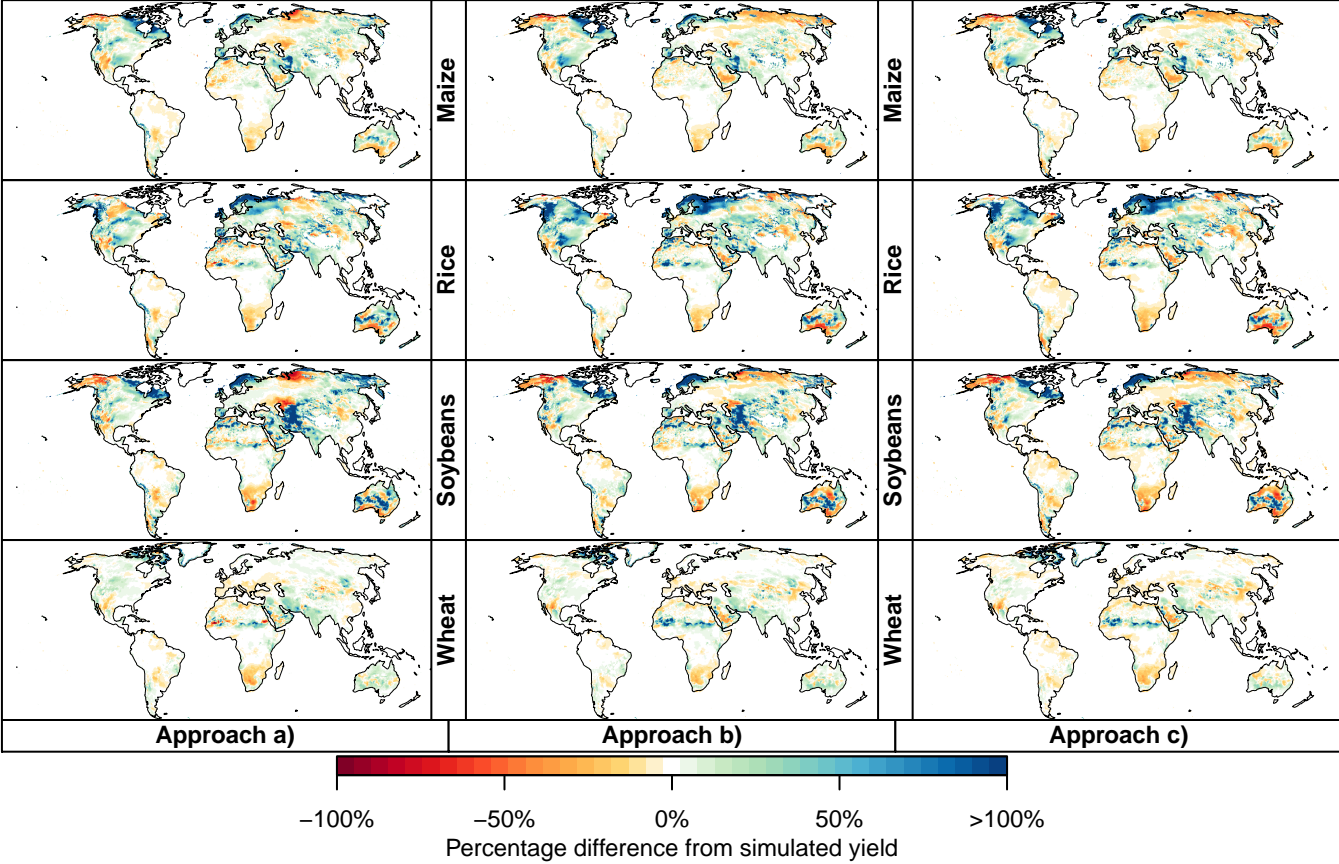 Maize
Maize
Rice
Rice
Soybeans
Soybeans
Wheat
Wheat
Approach a)
Approach b)
Approach c)
−100%
−50%
0%
50%
>100%
Percentage difference from simulated yield